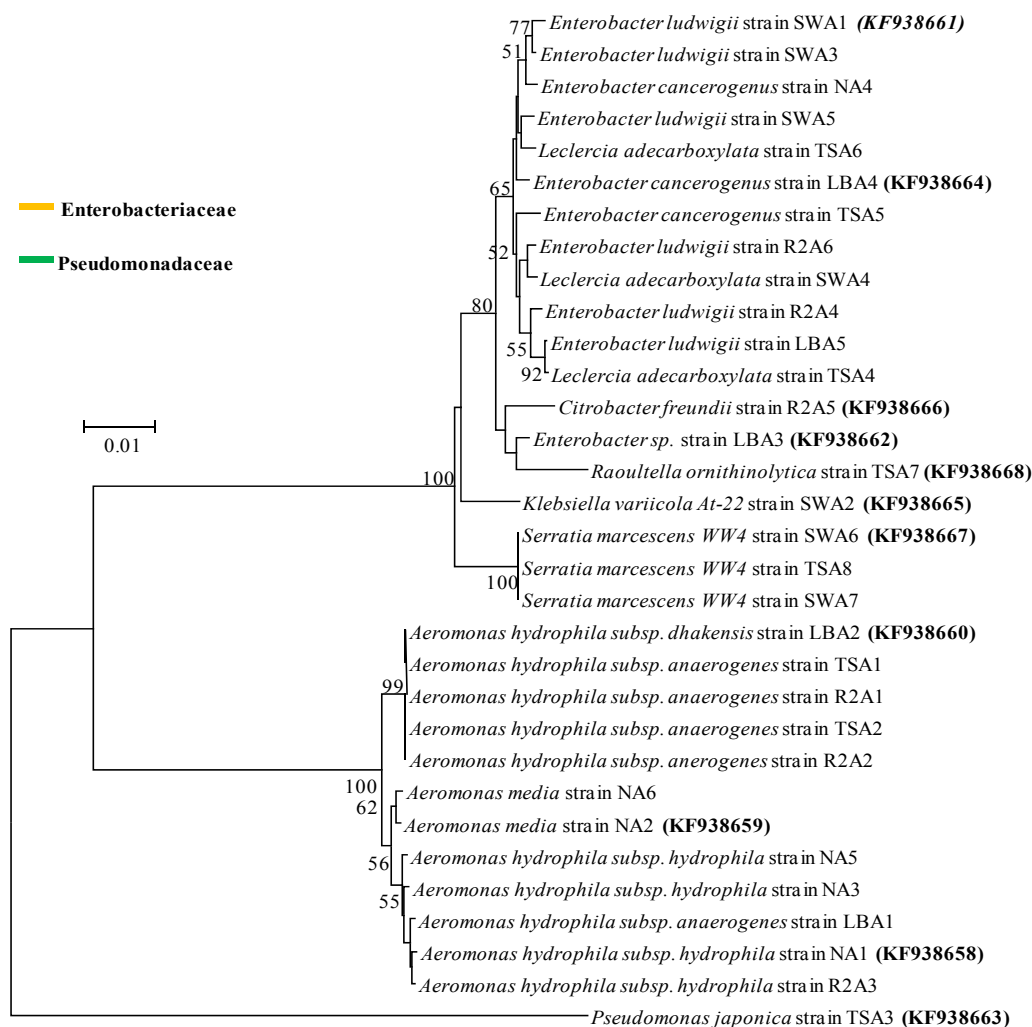 77
Enterobacter ludwigii strain SWA1 (KF938661)
51
Enterobacter ludwigii strain SWA3
Enterobacter cancerogenus strain NA4
Enterobacter ludwigii strain SWA5
Leclercia adecarboxylata strain TSA6
65
Enterobacter cancerogenus strain LBA4 (KF938664)
Enterobacteriaceae
Enterobacter cancerogenus strain TSA5
52
Enterobacter ludwigii strain R2A6
Pseudomonadaceae
Leclercia adecarboxylata strain SWA4
80
Enterobacter ludwigii strain R2A4
55
Enterobacter ludwigii strain LBA5
92
Leclercia adecarboxylata strain TSA4
Citrobacter freundii strain R2A5 (KF938666)
0.01
Enterobacter sp. strain LBA3 (KF938662)
Raoultella ornithinolytica strain TSA7 (KF938668)
100
Klebsiella variicola At-22 strain SWA2 (KF938665)
Serratia marcescens WW4 strain SWA6 (KF938667)
Serratia marcescens WW4 strain TSA8
100
Serratia marcescens WW4 strain SWA7
Aeromonas hydrophila subsp. dhakensis strain LBA2 (KF938660)
Aeromonas hydrophila subsp. anaerogenes strain TSA1
99
Aeromonas hydrophila subsp. anaerogenes strain R2A1
Aeromonas hydrophila subsp. anaerogenes strain TSA2
Aeromonas hydrophila subsp. anerogenes strain R2A2
100
Aeromonas media strain NA6
62
Aeromonas media strain NA2 (KF938659)
56
Aeromonas hydrophila subsp. hydrophila strain NA5
55
Aeromonas hydrophila subsp. hydrophila strain NA3
Aeromonas hydrophila subsp. anaerogenes strain LBA1
Aeromonas hydrophila subsp. hydrophila strain NA1 (KF938658)
Aeromonas hydrophila subsp. hydrophila strain R2A3
Pseudomonas japonica strain TSA3 (KF938663)